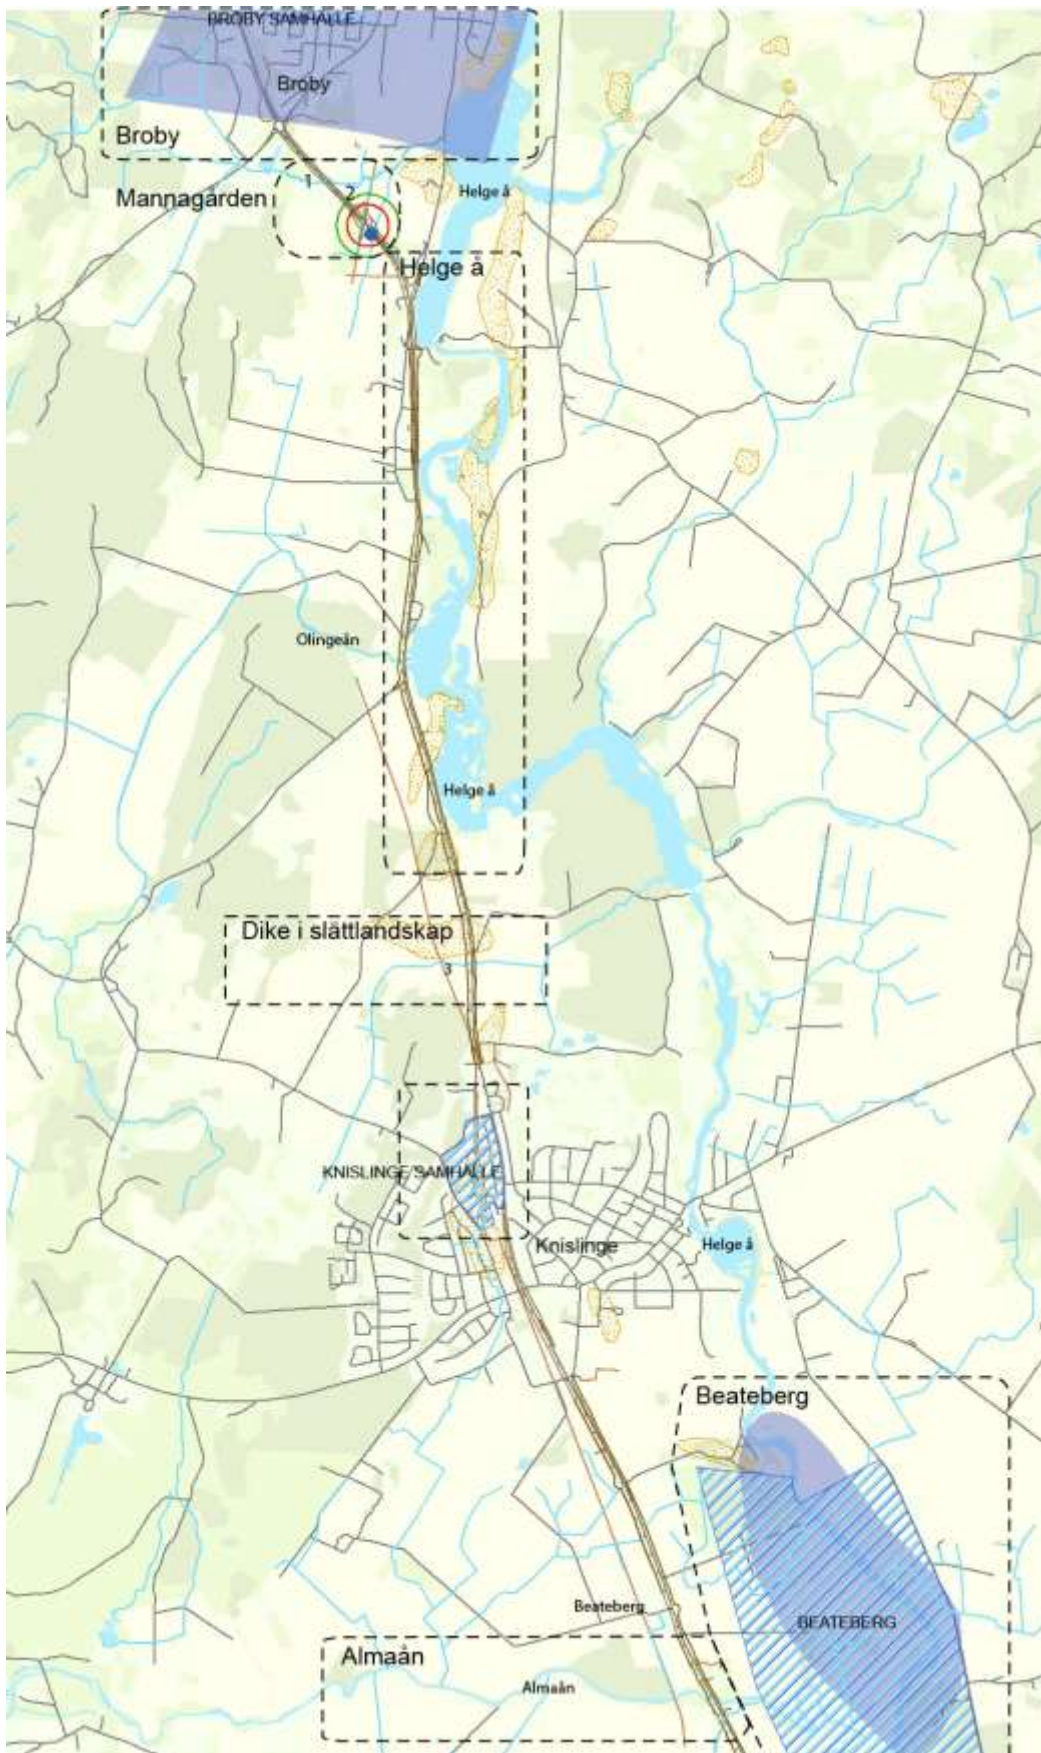 BROBY SAMHÄLLE
Broby
Broby
Mannagården
1
2
Helge å
Helge å
Olingeån
Helge å
Dike i slättlandskap
3
KNISLINGE SAMHÄLLE
Knislinge
Helge å
Beateberg
Beateberg
BEATEBERG
Almaån
Almaån